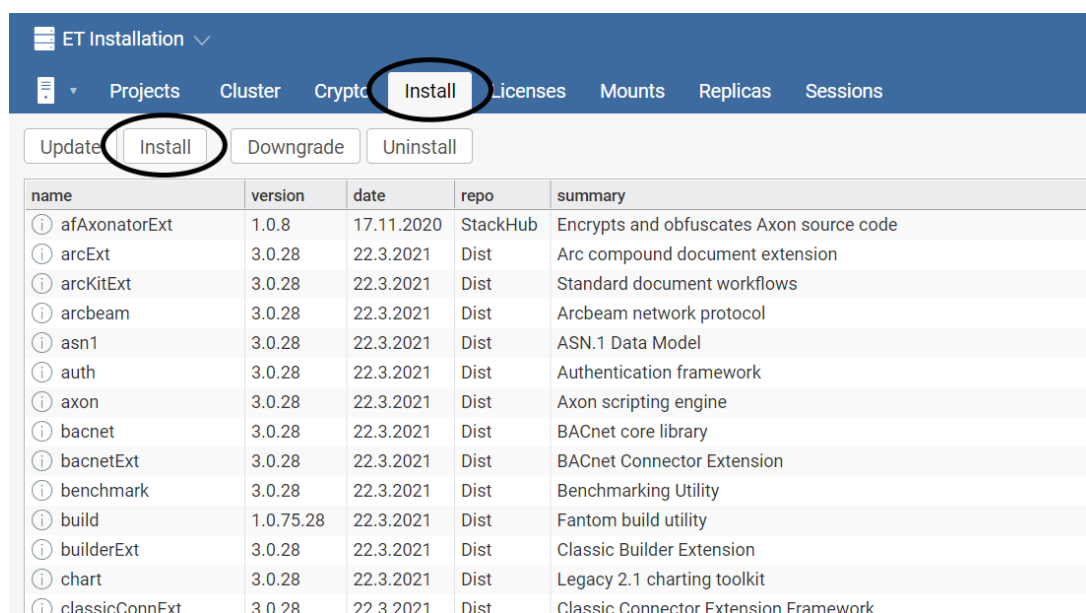 ET Installation
Projects Cluster Crypto Install Licenses Mounts Replicas Sessions
Update Install Downgrade Uninstall
name version date repo summary
afAxonatorExt 1.0.8 17.11.2020 StackHub Encrypts and obfuscates Axon source code
arcExt 3.0.28 22.3.2021 Dist Arc compound document extension
arcKitExt 3.0.28 22.3.2021 Dist Standard document workflows
arcbeam 3.0.28 22.3.2021 Dist Arcbeam network protocol
asn1 3.0.28 22.3.2021 Dist ASN.1 Data Model
auth 3.0.28 22.3.2021 Dist Authentication framework
axon 3.0.28 22.3.2021 Dist Axon scripting engine
bacnet 3.0.28 22.3.2021 Dist BACnet core library
bacnetExt 3.0.28 22.3.2021 Dist BACnet Connector Extension
benchmark 3.0.28 22.3.2021 Dist Benchmarking Utility
build 1.0.75.28 22.3.2021 Dist Fantom build utility
builderExt 3.0.28 22.3.2021 Dist Classic Builder Extension
chart 3.0.28 22.3.2021 Dist Legacy 2.1 charting toolkit
classicConnExt 3.0.28 22.3.2021 Dist Classic Connector Extension Framework